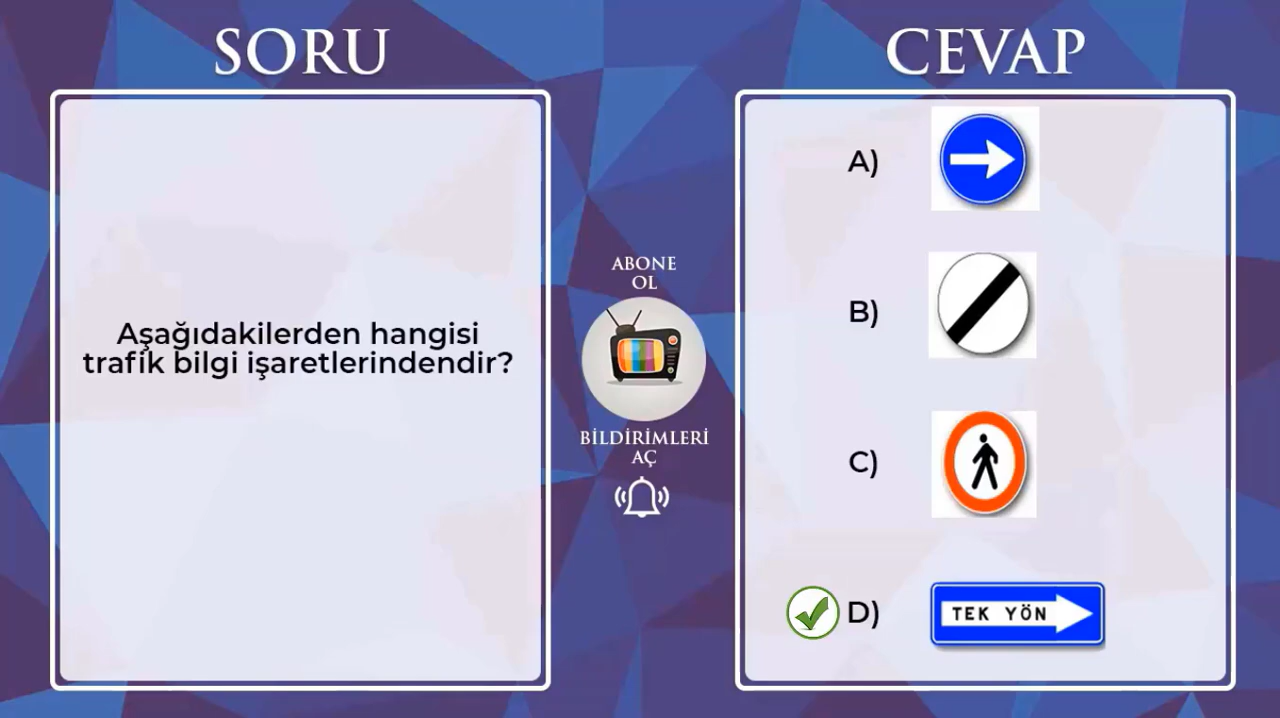 SORU
Aşağıdakilerden hangisi
trafik bilgi işaretlerindendir?
ABONE
OL
BİLDİRİMLERİ
AÇ
CEVAP
A)
B)
C)
D)
TEK YÖN